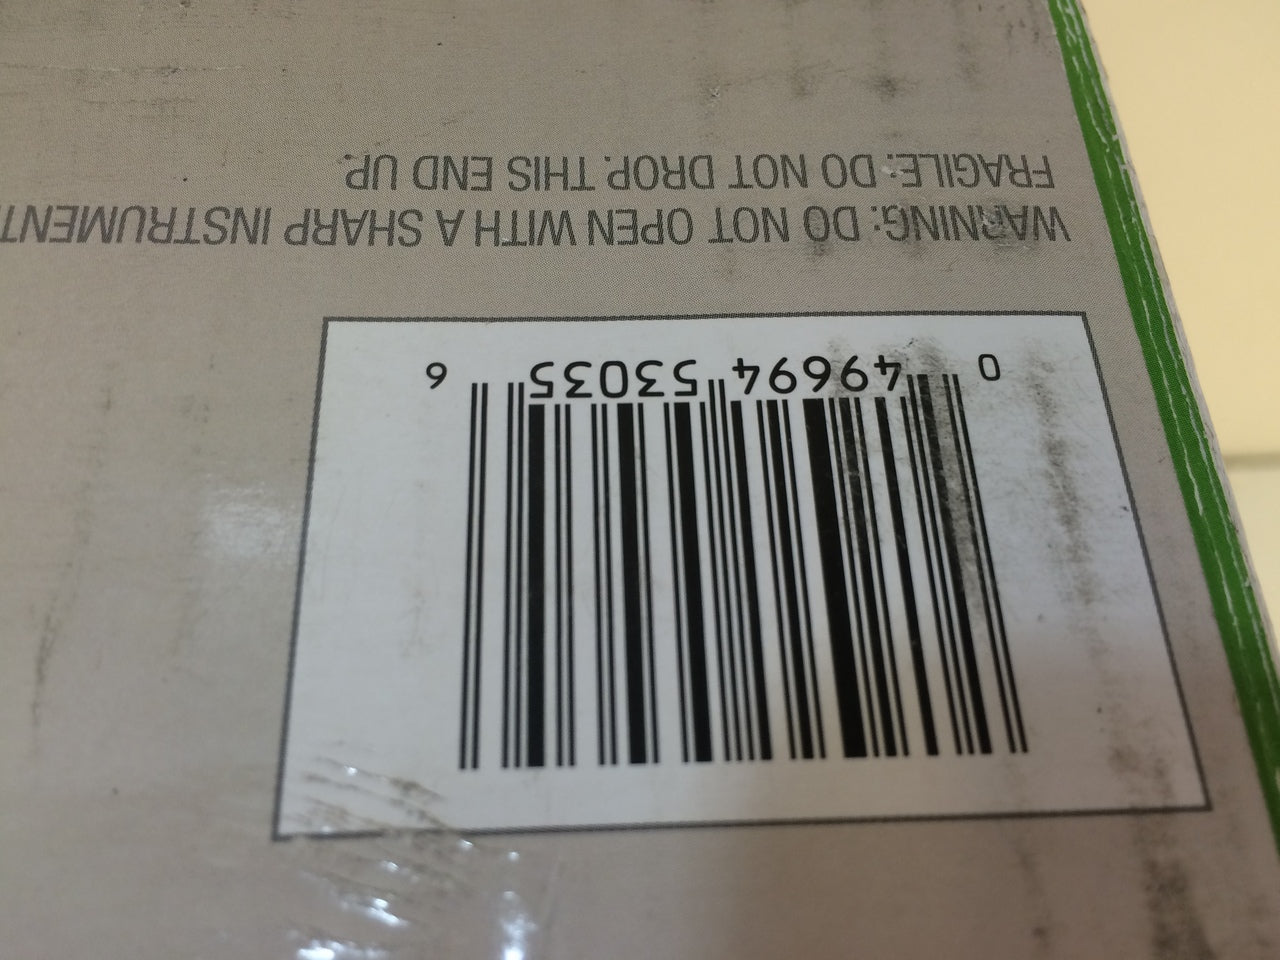 0 49694 53035 6
WARNING: DO NOT OPEN WITH A SHARP INSTRUMENT
FRAGILE: DO NOT DROP. THIS END UP.